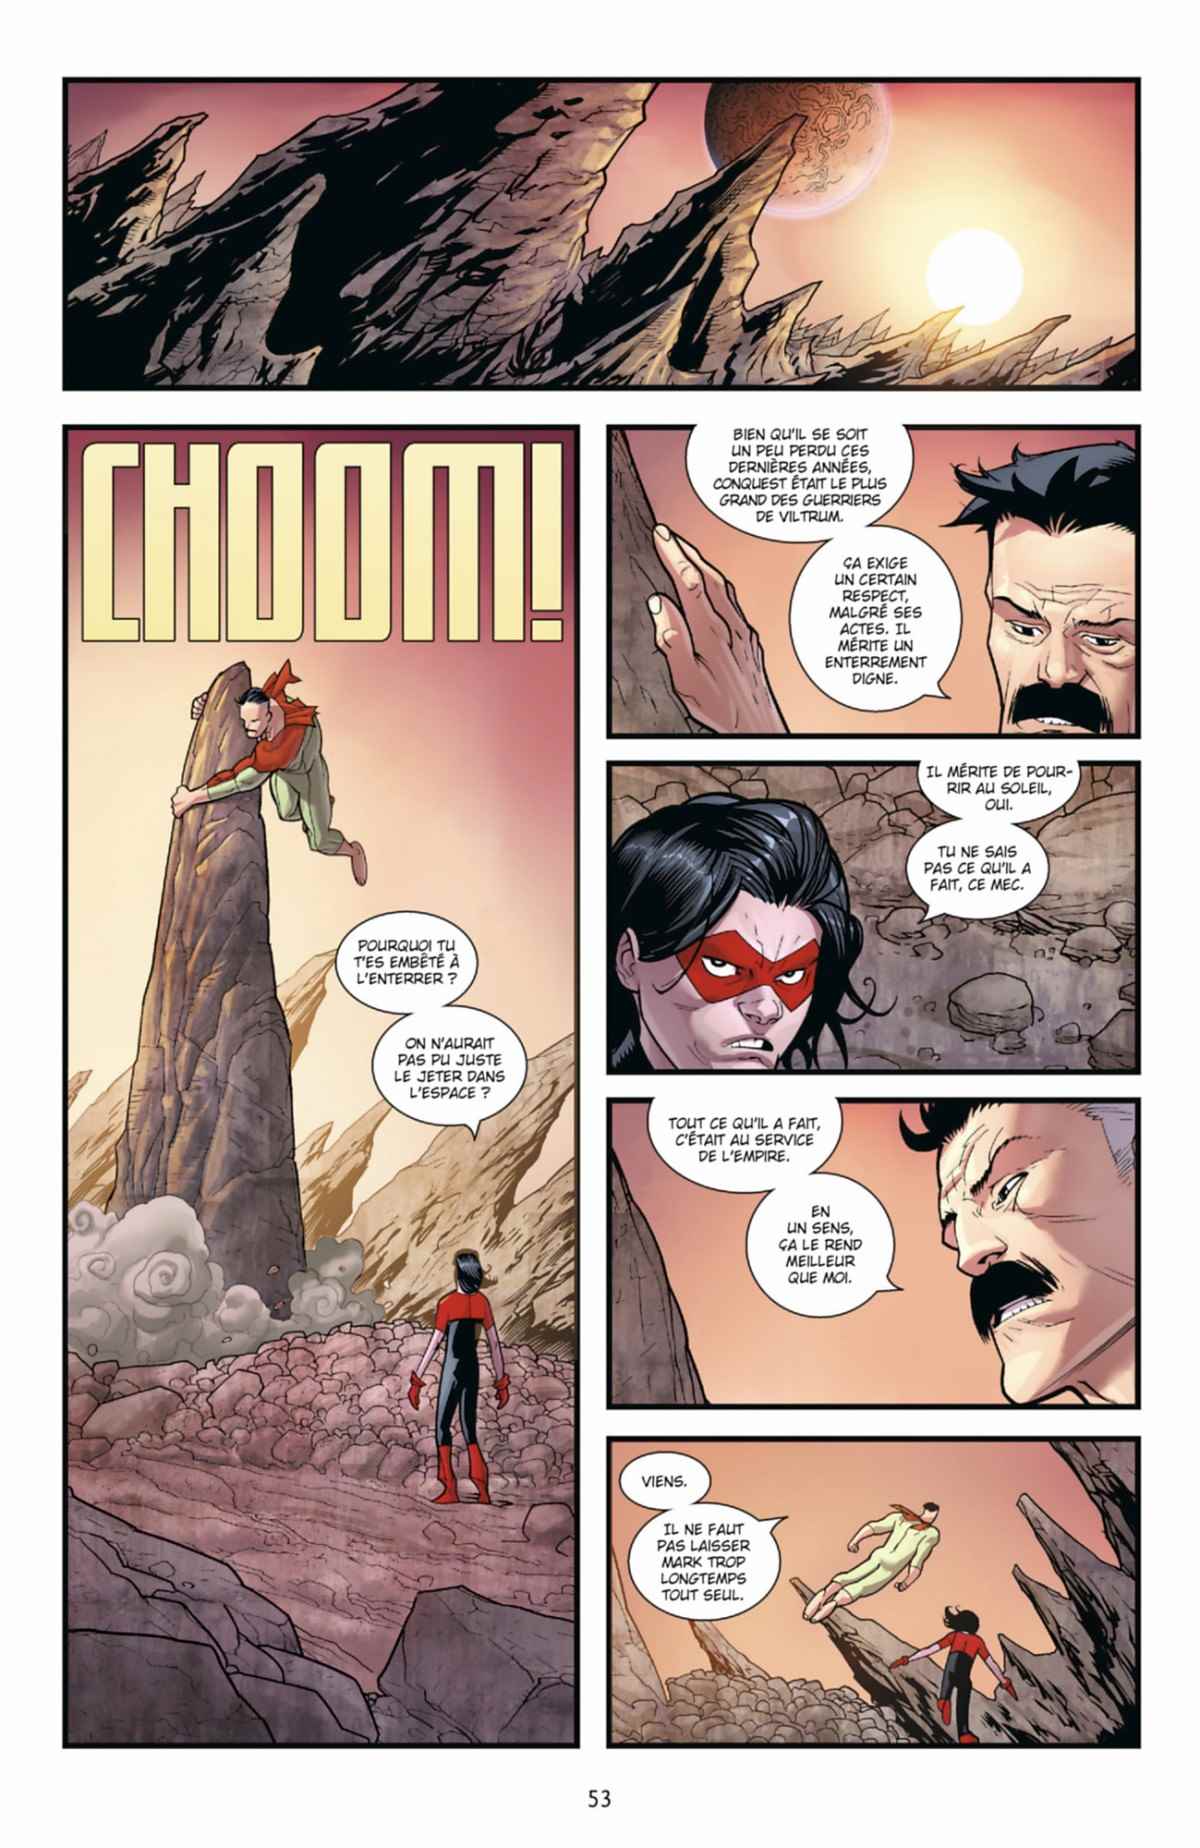 CHOOM!
POURQUOI TU
T'ES EMBÊTÉ À
L'ENTERRER ?
ON N'AURAIT
PAS PU JUSTE
LE JETER DANS
L'ESPACE ?
BIEN QU'IL SE SOIT
UN PEU PERDU CES
DERNIÈRES ANNÉES,
CONQUEST ÉTAIT LE PLUS
GRAND DES GUERRIERS
DE VILTRUM.
ÇA EXIGE
UN CERTAIN
RESPECT,
MALGRÉ SES
ACTES. IL
MÉRITE UN
ENTERREMENT
DIGNE.
IL MÉRITE DE POUR-
RIR AU SOLEIL,
OUI.
TU NE SAIS
PAS CE QU'IL A
FAIT, CE MEC.
TOUT CE QU'IL A FAIT,
C'ÉTAIT AU SERVICE
DE L'EMPIRE.
EN
UN SENS,
ÇA LE REND
MEILLEUR
QUE MOI.
VIENS.
IL NE FAUT
PAS LAISSER
MARK TROP
LONGTEMPS
TOUT SEUL.
53